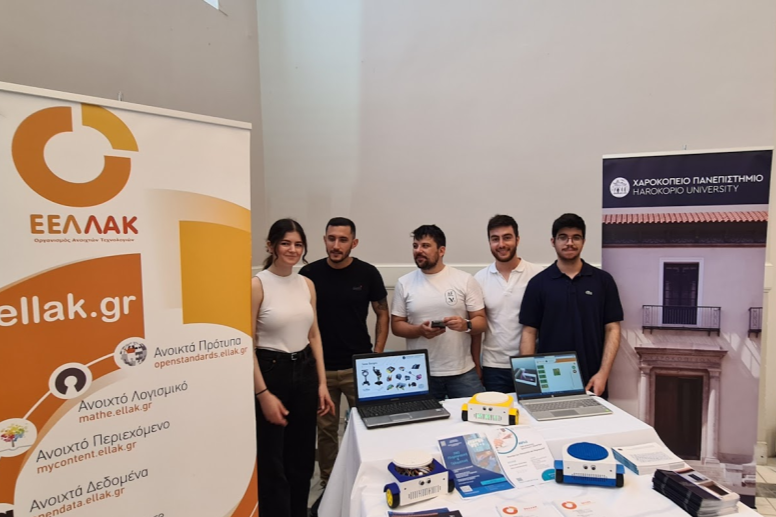 ΕΕΛΛΑΚ
Οργανισμός Ανοιχτών Τεχνολογιών
ellak.gr
Ανοικτά Πρότυπα
openstandards.ellak.gr
Ανοιχτό Λογισμικό
mathe.ellak.gr
Ανοιχτό Περιεχόμενο
mycontent.ellak.gr
Ανοιχτά Δεδομένα
opendata.ellak.gr
ΧΑΡΟΚΟΠΕΙΟ ΠΑΝΕΠΙΣΤΗΜΙΟ
HAROKOPIO UNIVERSITY